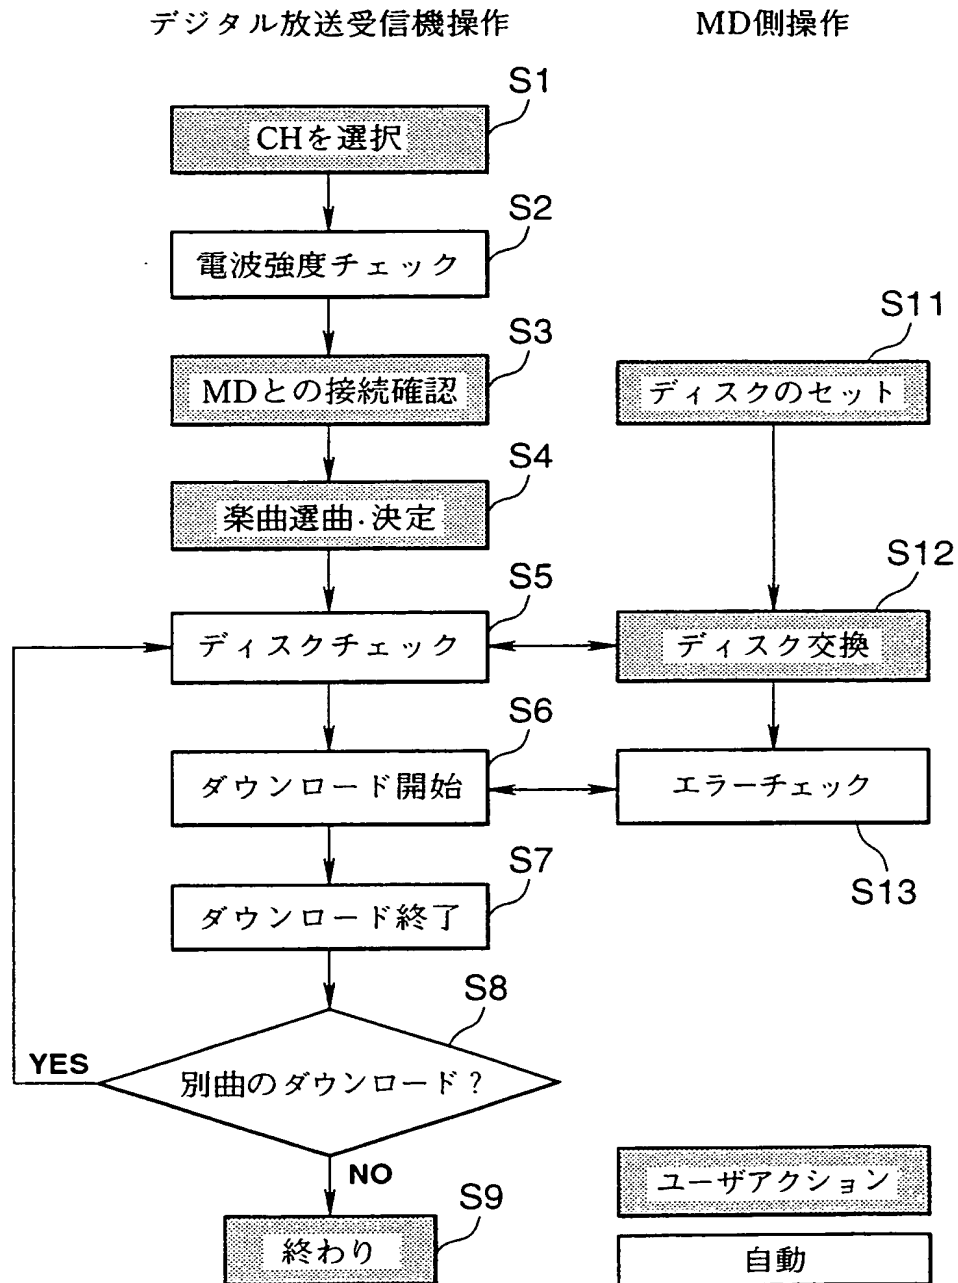 デジタル放送受信機操作
MD側操作
S1
CHを選択
S2
電波強度チェック
S3
MDとの接続確認
S11
ディスクのセット
S4
楽曲選曲・決定
S5
ディスクチェック
S12
ディスク交換
S6
ダウンロード開始
エラーチェック
S13
S7
ダウンロード終了
S8
別曲のダウンロード?
YES
NO
S9
終わり
ユーザアクション
自動